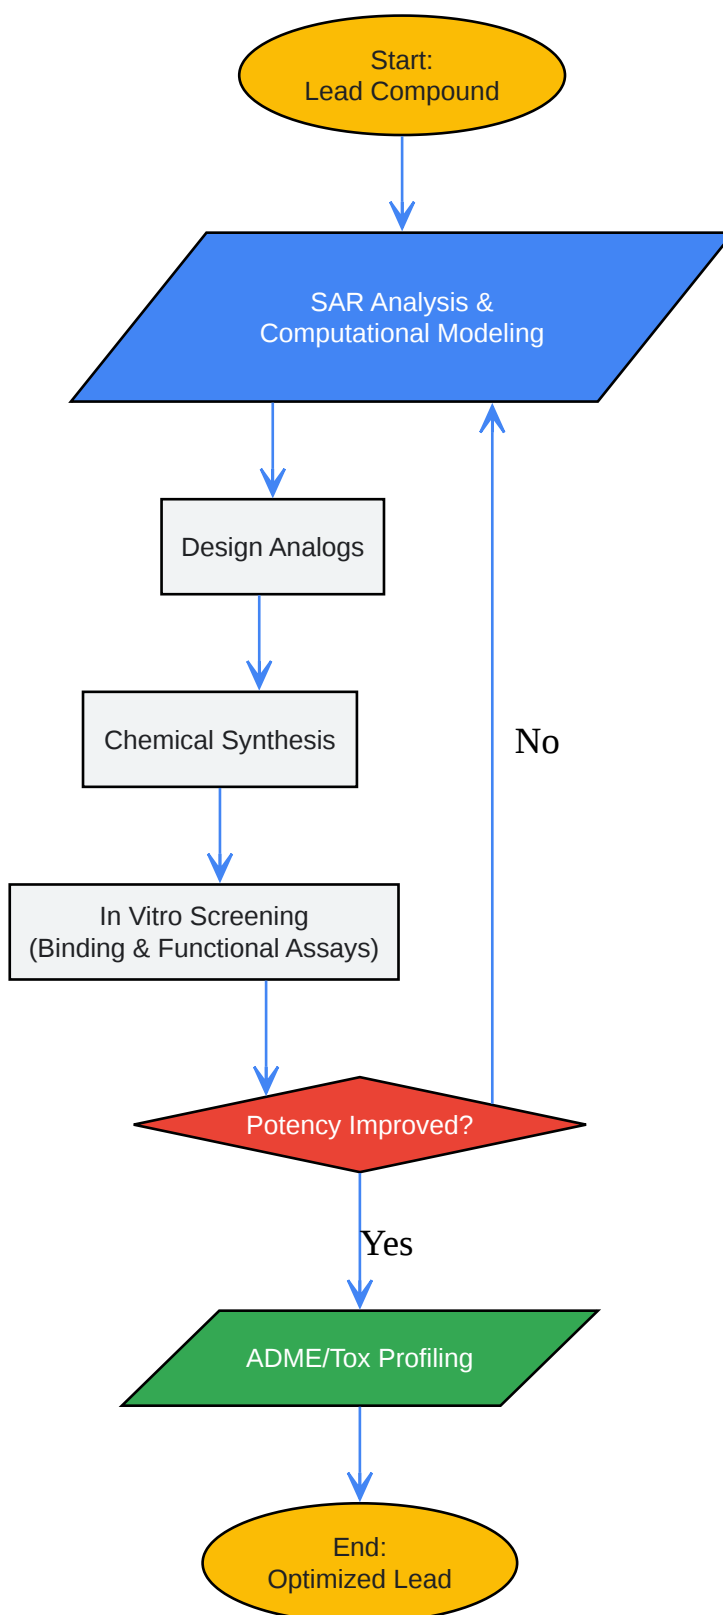 Start:
Lead Compound
SAR Analysis &
Computational Modeling
Design Analogs
Chemical Synthesis
No
In Vitro Screening
(Binding & Functional Assays)
Potency Improved?
Yes
ADME/Tox Profiling
End:
Optimized Lead